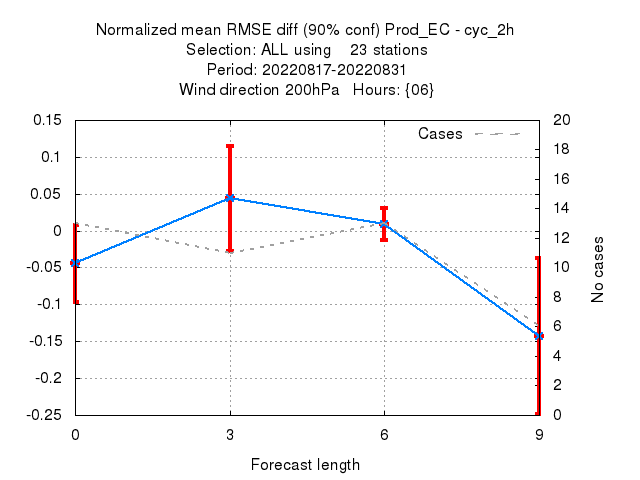 Normalized mean RMSE diff (90% conf) Prod_EC - cyc_2h
Selection: ALL using    23 stations
Period: 20220817-20220831
Wind direction 200hPa   Hours: {06}
Cases
0.15
0.1
0.05
0
-0.05
-0.1
-0.15
-0.2
-0.25
20
18
16
14
12
10
8
6
4
2
0
No cases
0 3 6 9
Forecast length